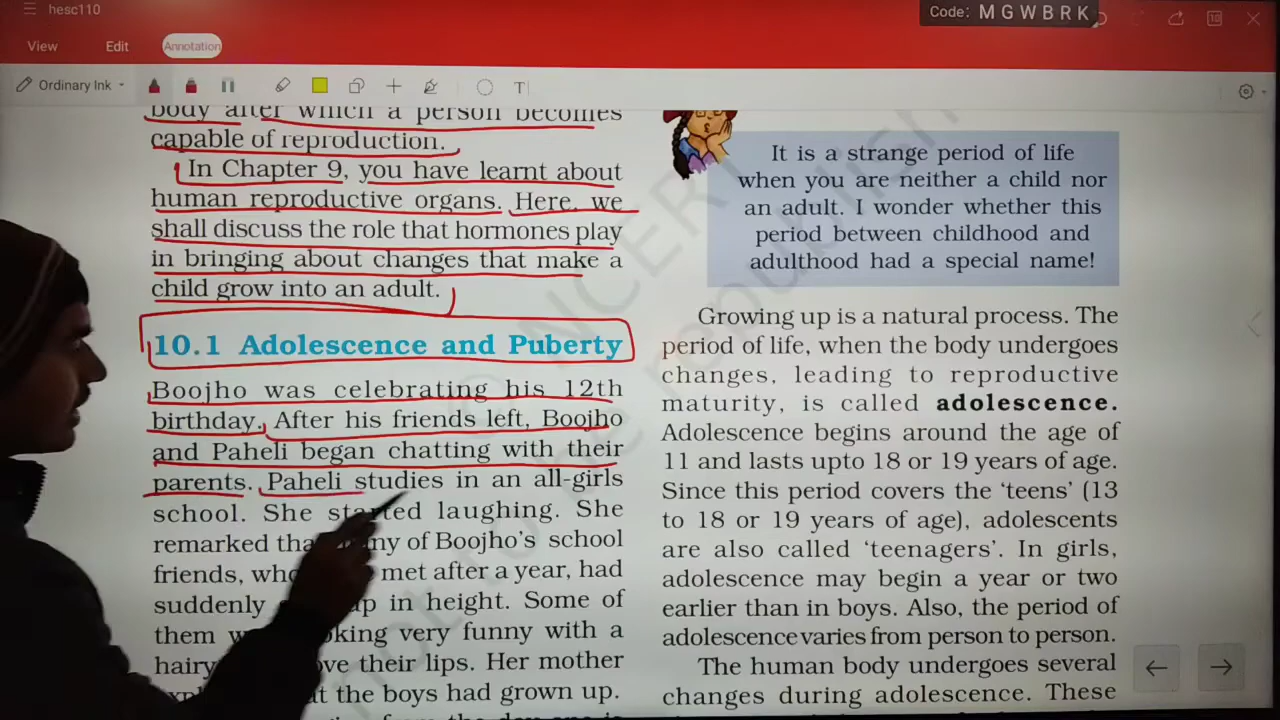 hesc110
Code: M G W B R K
10
View Edit Annotation
Ordinary Ink
T
body after which a person becomes
capable of reproduction.
In Chapter 9, you have learnt about
human reproductive organs. Here, we
shall discuss the role that hormones play
in bringing about changes that make a
child grow into an adult.
10.1 Adolescence and Puberty
Boojho was celebrating his 12th
birthday. After his friends left, Boojho
and Paheli began chatting with their
parents. Paheli studies in an all-girls
school. She started laughing. She
remarked of Boojho's school
friends, met after a year, had
suddenly in height. Some of
them very funny with a
hairy their lips. Her mother
the boys had grown up.
It is a strange period of life
when you are neither a child nor
an adult. I wonder whether this
period between childhood and
adulthood had a special name!
Growing up is a natural process. The
period of life, when the body undergoes
changes, leading to reproductive
maturity, is called adolescence.
Adolescence begins around the age of
11 and lasts upto 18 or 19 years of age.
Since this period covers the 'teens' (13
to 18 or 19 years of age), adolescents
are also called 'teenagers'. In girls,
adolescence may begin a year or two
earlier than in boys. Also, the period of
adolescence varies from person to person.
The human body undergoes several
changes during adolescence. These
© NCERT
not to be republished